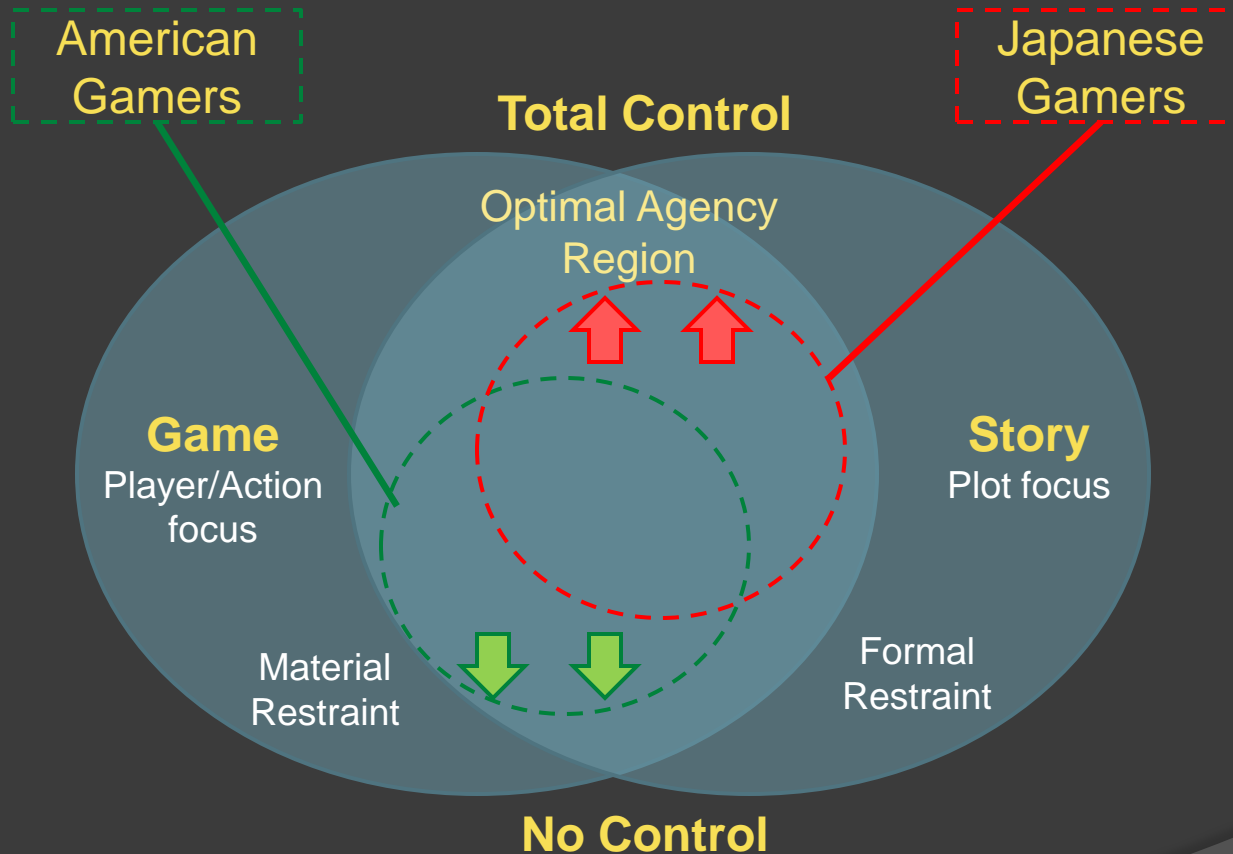 American
Gamers
Japanese
Gamers
Total Control
Optimal Agency
Region
Game
Player/Action
focus
Story
Plot focus
Material
Restraint
Formal
Restraint
No Control